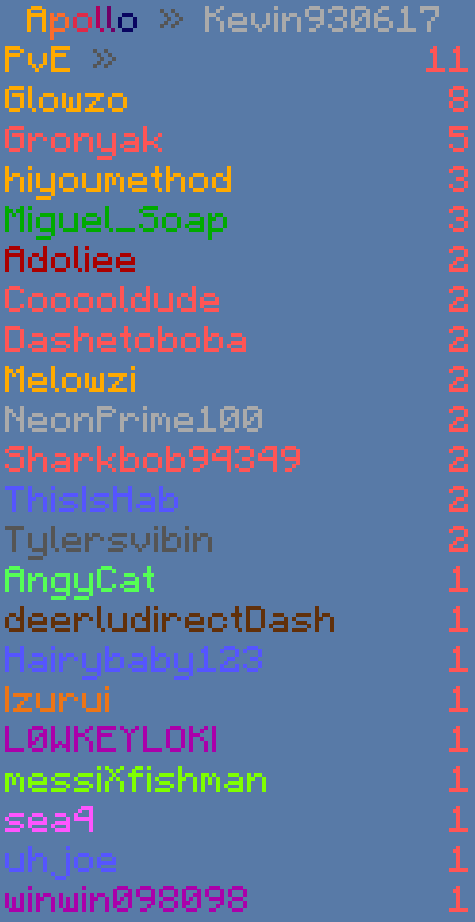 Apollo » Kevin930617
PvE » 11
Glowzo 8
Gronyak 5
hiyoumethod 3
Miguel_Soap 3
Adoliee 2
Cooooldude 2
Dashetoboba 2
Melowzi 2
NeonPrime100 2
Sharkbob94349 2
ThisIsHab 2
Tylersvibin 2
AngyCat 1
deerludirectDash 1
Hairybaby123 1
Izurui 1
L0WKEYLOKI 1
messiXfishman 1
sea9 1
uh_joe 1
winwin098098 1